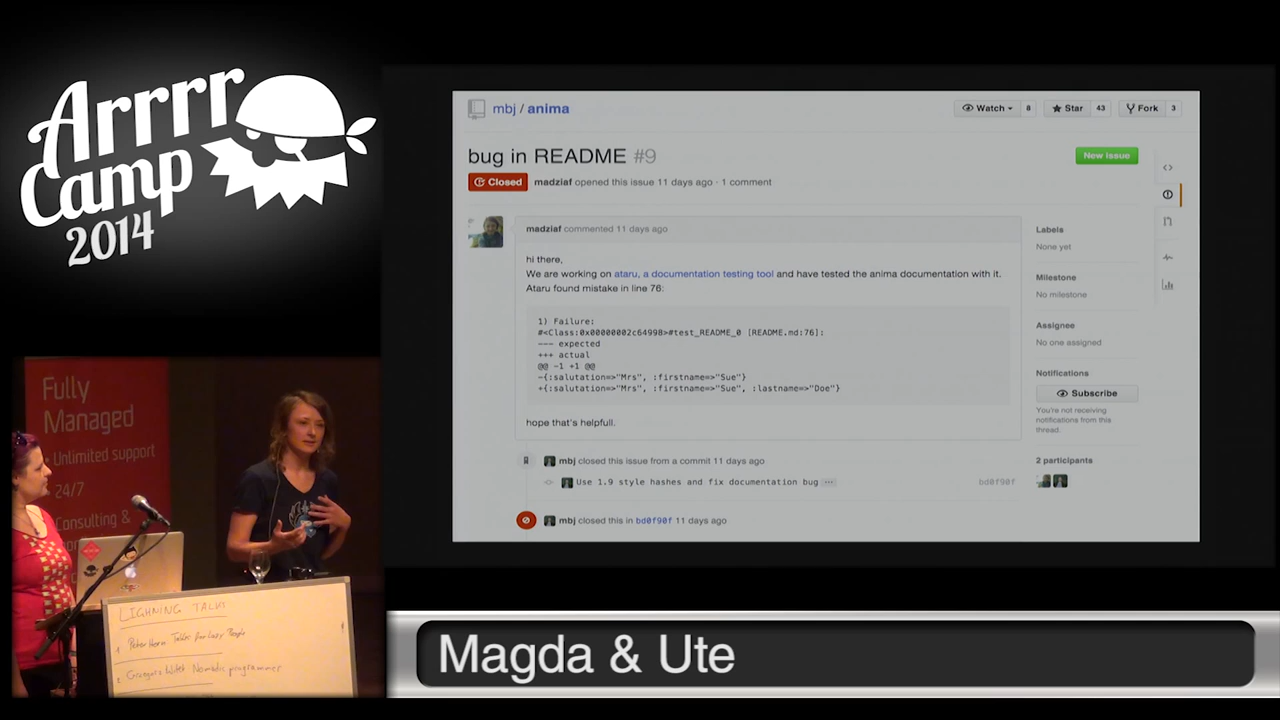 Arrrr
Camp
2014
mbj / anima
Watch 8
Star 43
Fork 3
bug in README #9
New issue
Closed
madziaf opened this issue 11 days ago · 1 comment
madziaf commented 11 days ago
hi there,
We are working on ataru, a documentation testing tool and have tested the anima documentation with it.
Ataru found mistake in line 76:
1) Failure:
#<Class:0x00000002c64998>#test_README_0 [README.md:76]:
--- expected
+++ actual
@@ -1 +1 @@
-{:salutation=>"Mrs", :firstname=>"Sue"}
+{:salutation=>"Mrs", :firstname=>"Sue", :lastname=>"Doe"}
hope that's helpfull.
mbj closed this issue from a commit 11 days ago
Use 1.9 style hashes and fix documentation bug ...
bd0f90f
mbj closed this in bd0f90f 11 days ago
Labels
None yet
Milestone
No milestone
Assignee
No one assigned
Notifications
Subscribe
You're not receiving
notifications from this
thread.
2 participants
Fully
Managed
• Unlimited support
• 24/7
Consulting &
LIGHNING TALKS
Talks for Lazy People
Nomadic programmer
Magda & Ute